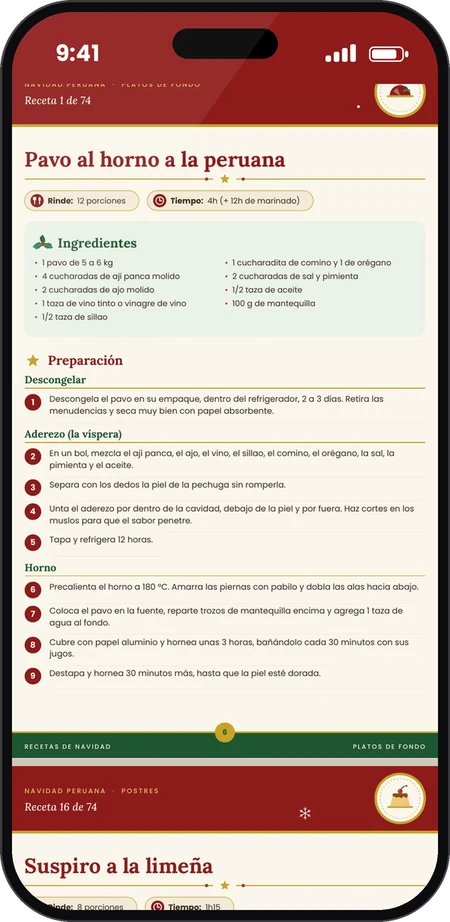 9:41
NAVIDAD PERUANA · PLATOS DE FONDO
Receta 1 de 74
Pavo al horno a la peruana
Rinde: 12 porciones
Tiempo: 4h (+ 12h de marinado)
Ingredientes
• 1 pavo de 5 a 6 kg
• 4 cucharadas de ají panca molido
• 2 cucharadas de ajo molido
• 1 taza de vino tinto o vinagre de vino
• 1/2 taza de sillao
• 1 cucharadita de comino y 1 de orégano
• 2 cucharadas de sal y pimienta
• 1/2 taza de aceite
• 100 g de mantequilla
Preparación
Descongelar
1 Descongela el pavo en su empaque, dentro del refrigerador, 2 a 3 días. Retira las
menudencias y seca muy bien con papel absorbente.
Aderezo (la víspera)
2 En un bol, mezcla el ají panca, el ajo, el vino, el sillao, el comino, el orégano, la sal, la
pimienta y el aceite.
3 Separa con los dedos la piel de la pechuga sin romperla.
4 Unta el aderezo por dentro de la cavidad, debajo de la piel y por fuera. Haz cortes en los
muslos para que el sabor penetre.
5 Tapa y refrigera 12 horas.
Horno
6 Precalienta el horno a 180 °C. Amarra las piernas con pabilo y dobla las alas hacia abajo.
7 Coloca el pavo en la fuente, reparte trozos de mantequilla encima y agrega 1 taza de
agua al fondo.
8 Cubre con papel aluminio y hornea unas 3 horas, bañándolo cada 30 minutos con sus
jugos.
9 Destapa y hornea 30 minutos más, hasta que la piel esté dorada.
6
RECETAS DE NAVIDAD
PLATOS DE FONDO
NAVIDAD PERUANA · POSTRES
Receta 16 de 74
Suspiro a la limeña
Rinde: 8 porciones
Tiempo: 1h15